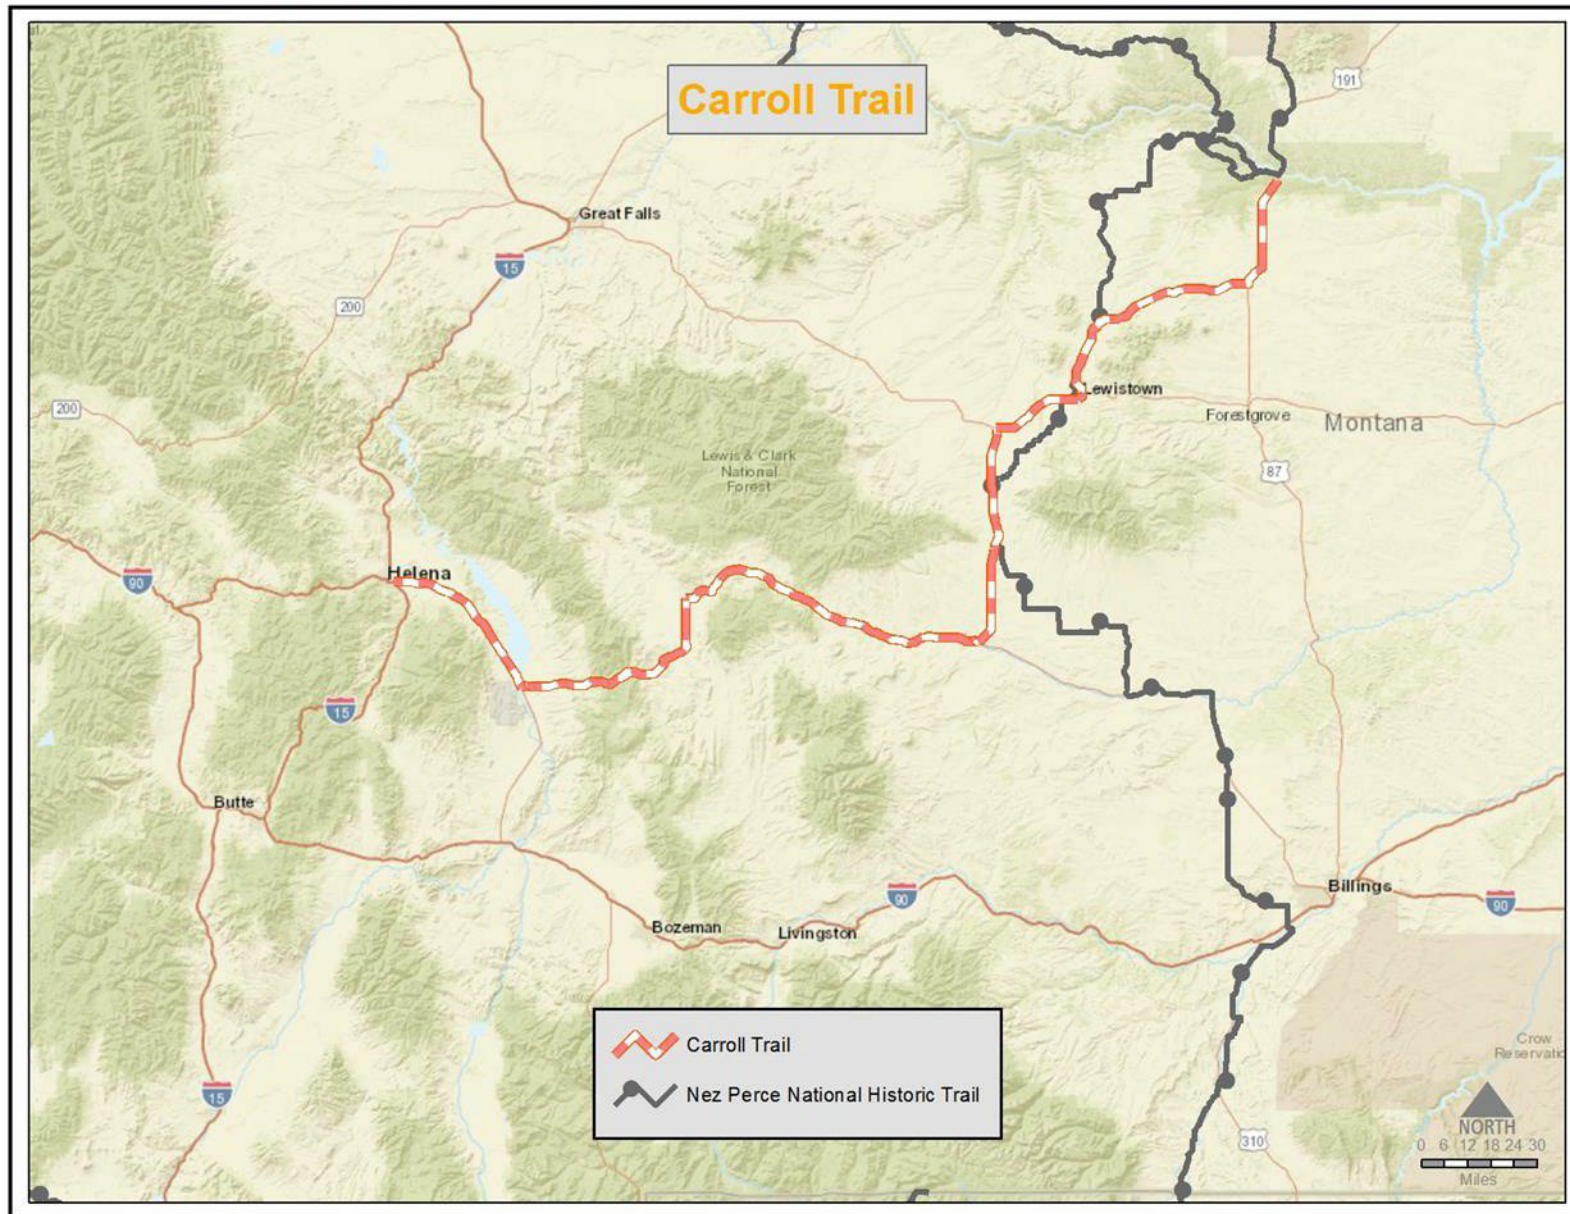 Carroll Trail
191
Great Falls
15
200
200
Lewistown
Forestgrove
Montana
Lewis & Clark
National
Forest
87
Helena
90
15
Butte
Billings
90
90
Bozeman
Livingston
Carroll Trail
Nez Perce National Historic Trail
Crow
Reservatio
15
310
NORTH
0 6 12 18 24 30
Miles